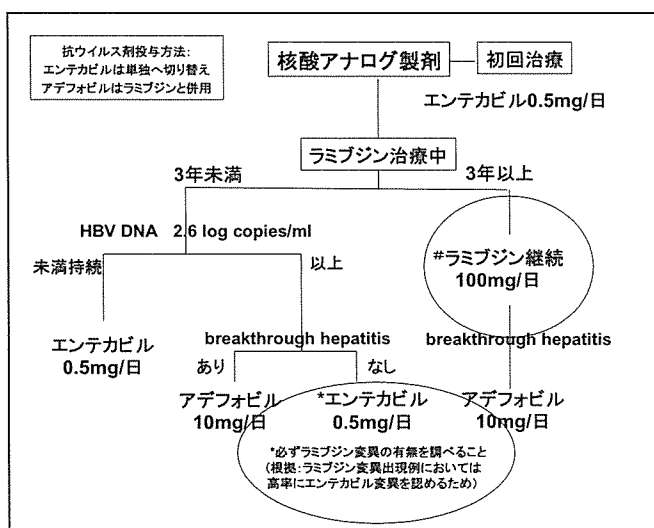 抗ウイルス剤投与方法:
エンテカビルは単独へ切り替え
アデフォビルはラミブジンと併用
核酸アナログ製剤
初回治療
エンテカビル0.5mg/日
ラミブジン治療中
3年未満
3年以上
HBV DNA 2.6 log copies/ml
未満持続
以上
#ラミブジン継続
100mg/日
エンテカビル
0.5mg/日
breakthrough hepatitis
breakthrough hepatitis
あり
なし
アデフォビル
10mg/日
*エンテカビル
0.5mg/日
アデフォビル
10mg/日
*必ずラミブジン変異の有無を調べること
(根拠:ラミブジン変異出現例においては
高率にエンテカビル変異を認めるため)